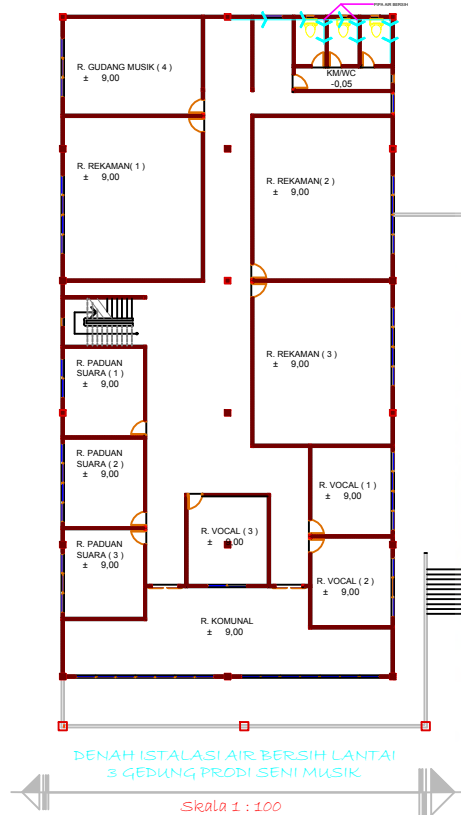 PIPA AIR BERSIH
R. GUDANG MUSIK ( 4 )
± 9,00
KM/WC
-0,05
R. REKAMAN( 1 )
± 9,00
R. REKAMAN( 2 )
± 9,00
R. REKAMAN ( 3 )
± 9,00
R. PADUAN
SUARA ( 1 )
± 9,00
R. PADUAN
SUARA ( 2 )
± 9,00
R. VOCAL ( 1 )
± 9,00
R. VOCAL ( 3 )
± 9,00
R. PADUAN
SUARA ( 3 )
± 9,00
R. VOCAL ( 2 )
± 9,00
R. KOMUNAL
± 9,00
DENAH ISTALASI AIR BERSIH LANTAI
3 GEDUNG PRODI SENI MUSIK
Skala 1 : 100